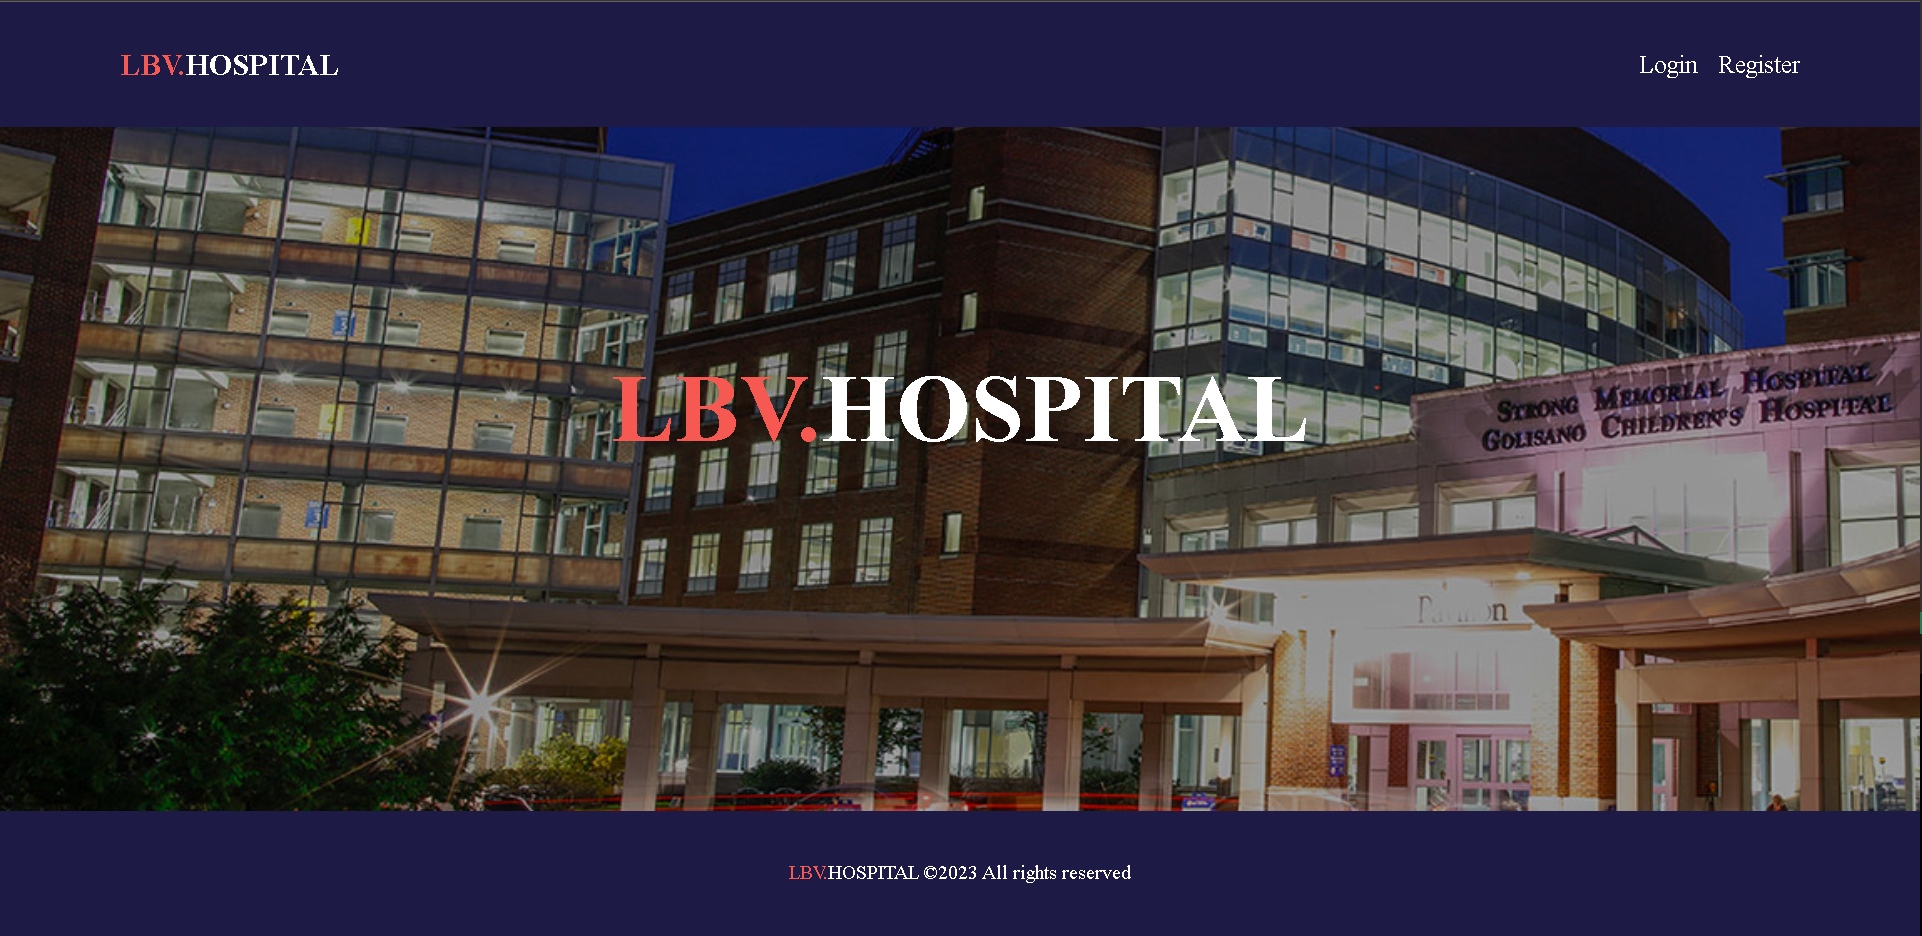 LBV.HOSPITAL
Login Register
STRONG MEMORIAL HOSPITAL
GOLISANO CHILDREN'S HOSPITAL
LBV.HOSPITAL
Pavilion
LBV.HOSPITAL ©2023 All rights reserved